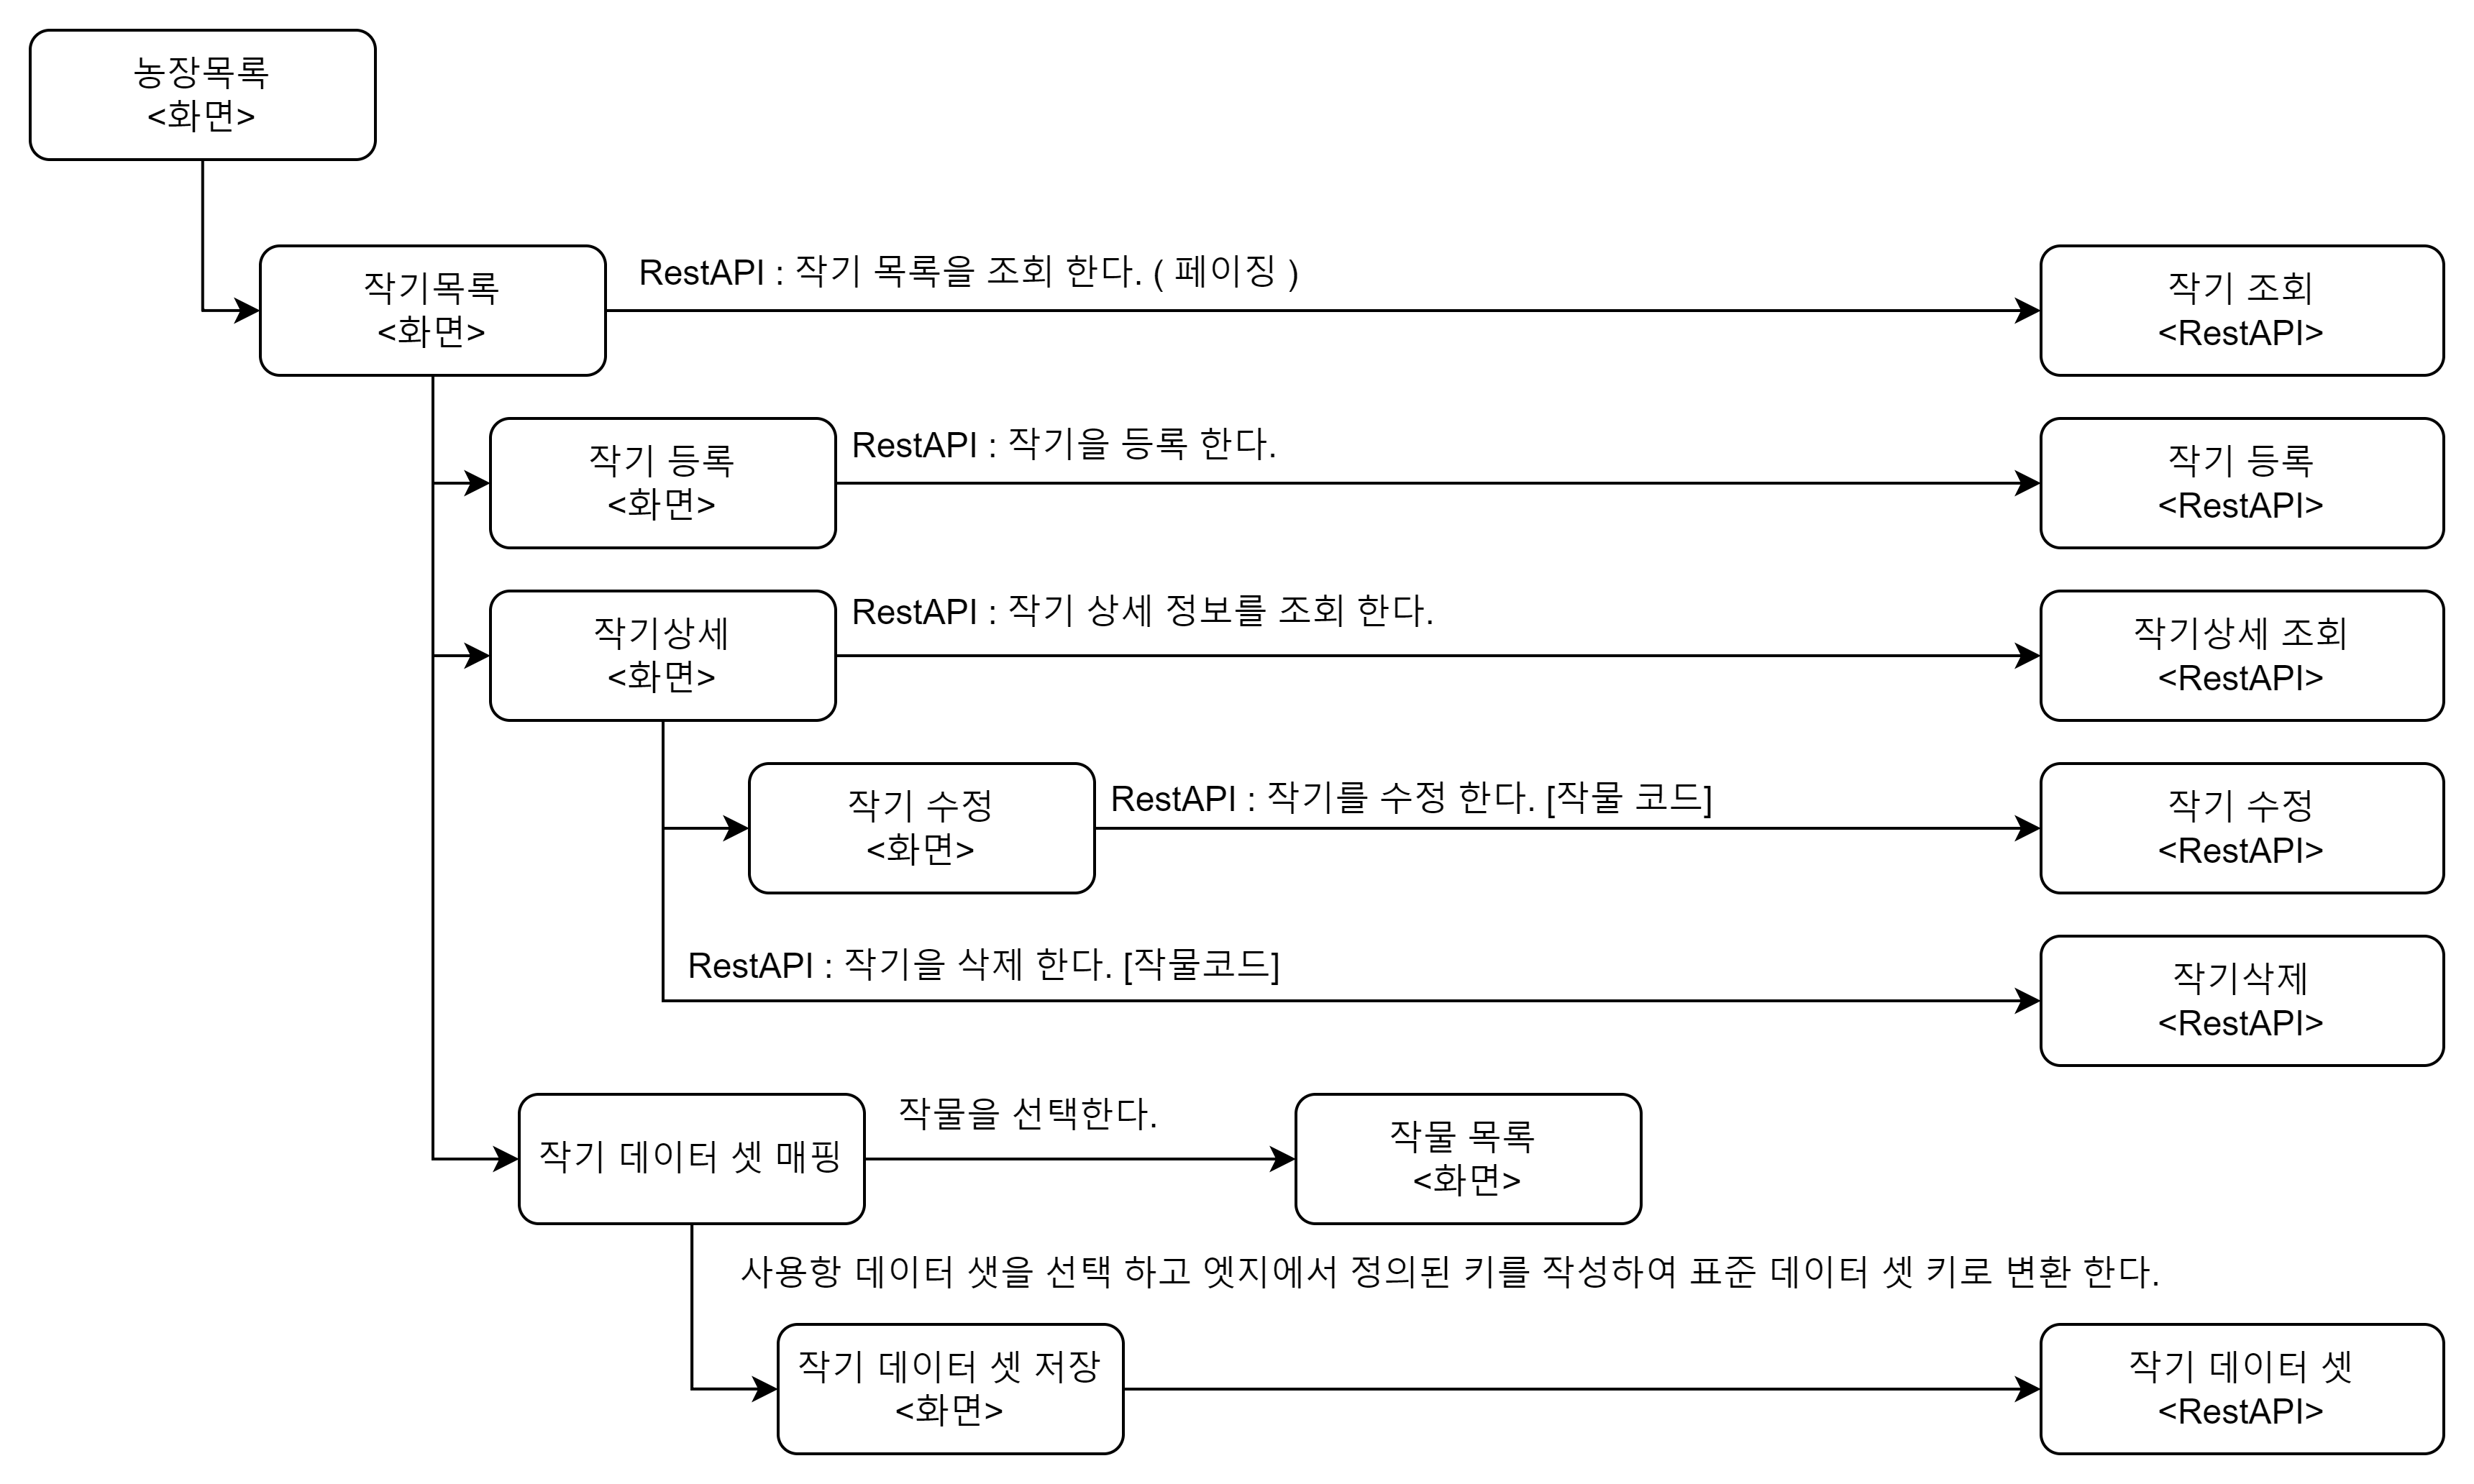 농장목록
<화면>
작기목록
<화면>
RestAPI : 작기 목록을 조회 한다. ( 페이징 )
작기 조회
<RestAPI>
작기 등록
<화면>
RestAPI : 작기을 등록 한다.
작기 등록
<RestAPI>
작기상세
<화면>
RestAPI : 작기 상세 정보를 조회 한다.
작기상세 조회
<RestAPI>
작기 수정
<화면>
RestAPI : 작기를 수정 한다. [작물 코드]
작기 수정
<RestAPI>
RestAPI : 작기을 삭제 한다. [작물코드]
작기삭제
<RestAPI>
작기 데이터 셋 매핑
작물을 선택한다.
작물 목록
<화면>
사용항 데이터 샛을 선택 하고 엣지에서 정의된 키를 작성하여 표준 데이터 셋 키로 변환 한다.
작기 데이터 셋 저장
<화면>
작기 데이터 셋
<RestAPI>